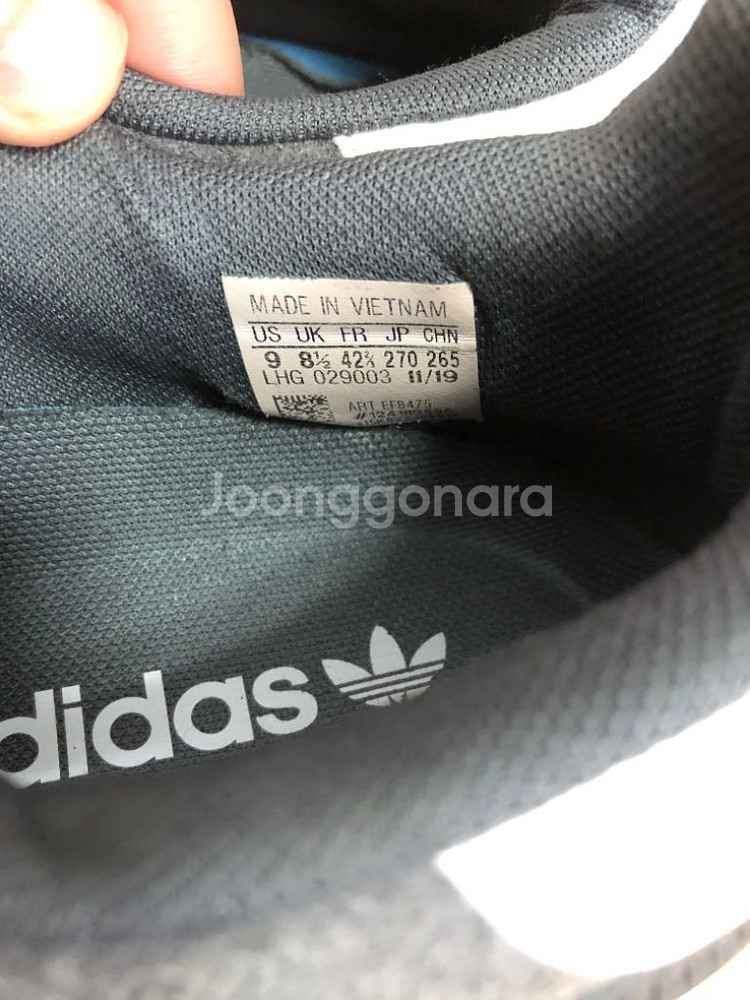 MADE IN VIETNAM
US UK FR JP CHN
9 8½ 42⅔ 270 265
LHG 029003 11/19
ART EFB475
Joonggonara
adidas